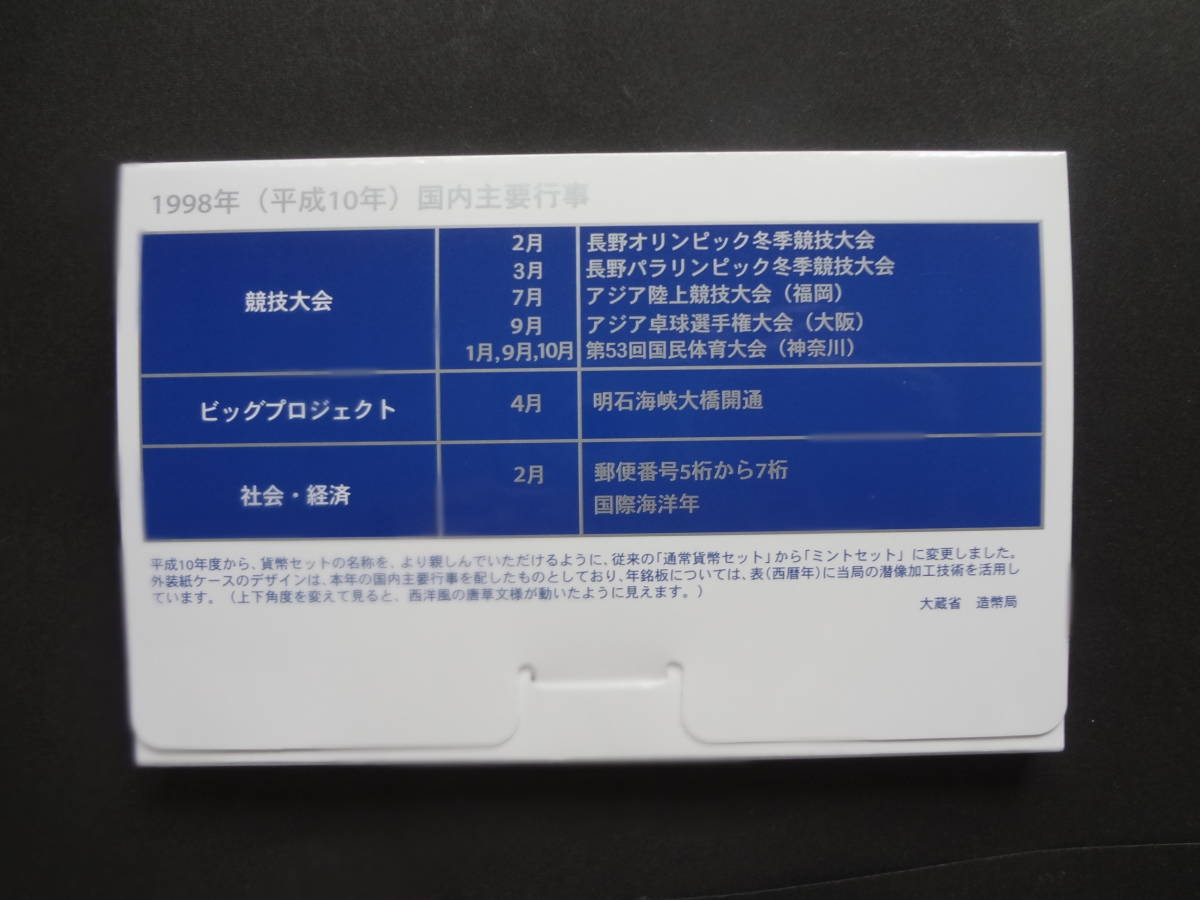 1998年（平成10年）国内主要行事
競技大会
2月 長野オリンピック冬季競技大会
3月 長野パラリンピック冬季競技大会
7月 アジア陸上競技大会（福岡）
9月 アジア卓球選手権大会（大阪）
1月,9月,10月 第53回国民体育大会（神奈川）
ビッグプロジェクト 4月 明石海峡大橋開通
社会・経済 2月 郵便番号5桁から7桁
国際海洋年
平成10年度から、貨幣セットの名称を、より親しんでいただけるように、従来の「通常貨幣セット」から「ミントセット」に変更しました。
外装紙ケースのデザインは、本年の国内主要行事を配したものとしており、年銘板については、表（西暦年）に当局の潜像加工技術を活用し
ています。（上下角度を変えて見ると、西洋風の唐草文様が動いたように見えます。）
大蔵省　造幣局